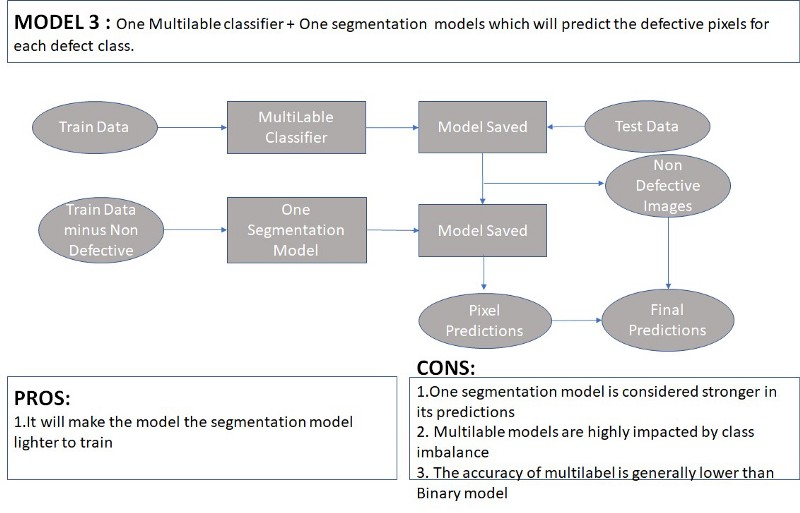 MODEL 3 : One Multilable classifier + One segmentation models which will predict the defective pixels for
each defect class.
Train Data
MultiLable
Classifier
Model Saved
Test Data
Non
Defective
Images
Train Data
minus Non
Defective
One
Segmentation
Model
Model Saved
Pixel
Predictions
Final
Predictions
PROS:
1.It will make the model the segmentation model
lighter to train
CONS:
1.One segmentation model is considered stronger in
its predictions
2. Multilable models are highly impacted by class
imbalance
3. The accuracy of multilabel is generally lower than
Binary model